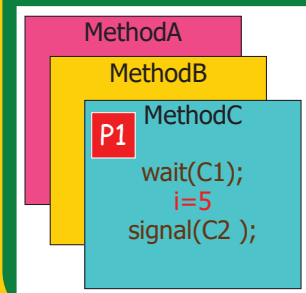 MethodA
MethodB
MethodC
P1
wait(C1);
i=5
signal(C2 );